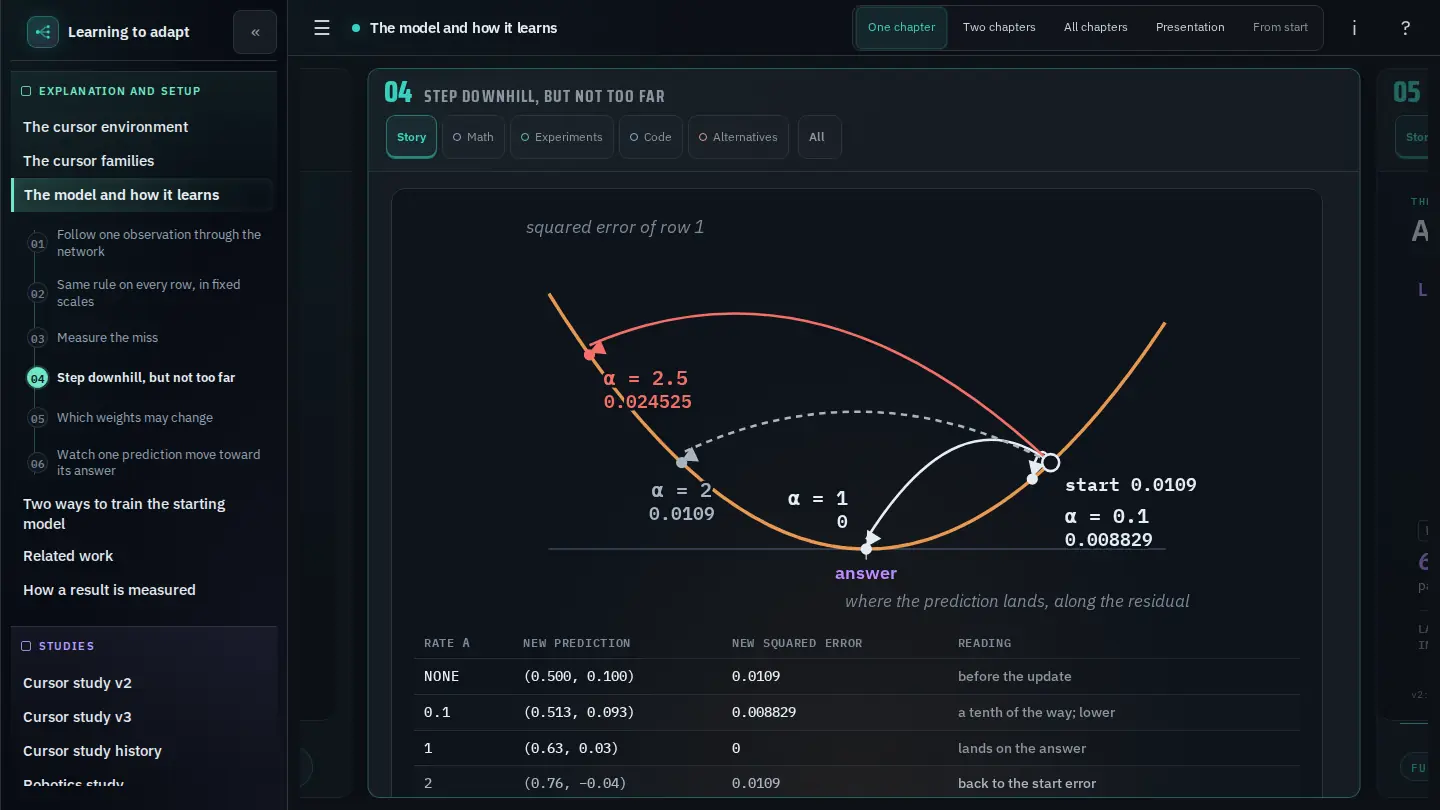 Learning to adapt
«
The model and how it learns
One chapter
Two chapters
All chapters
Presentation
From start
i
?
EXPLANATION AND SETUP
The cursor environment
The cursor families
The model and how it learns
01 Follow one observation through the network
02 Same rule on every row, in fixed scales
03 Measure the miss
04 Step downhill, but not too far
05 Which weights may change
06 Watch one prediction move toward its answer
Two ways to train the starting model
Related work
How a result is measured
STUDIES
Cursor study v2
Cursor study v3
Cursor study history
Robotics study
04 STEP DOWNHILL, BUT NOT TOO FAR
Story
Math
Experiments
Code
Alternatives
All
squared error of row 1
α = 2.5
0.024525
α = 2
0.0109
α = 1
0
start 0.0109
α = 0.1
0.008829
answer
where the prediction lands, along the residual
RATE Α NEW PREDICTION NEW SQUARED ERROR READING
NONE (0.500, 0.100) 0.0109 before the update
0.1 (0.513, 0.093) 0.008829 a tenth of the way; lower
1 (0.63, 0.03) 0 lands on the answer
2 (0.76, −0.04) 0.0109 back to the start error
05